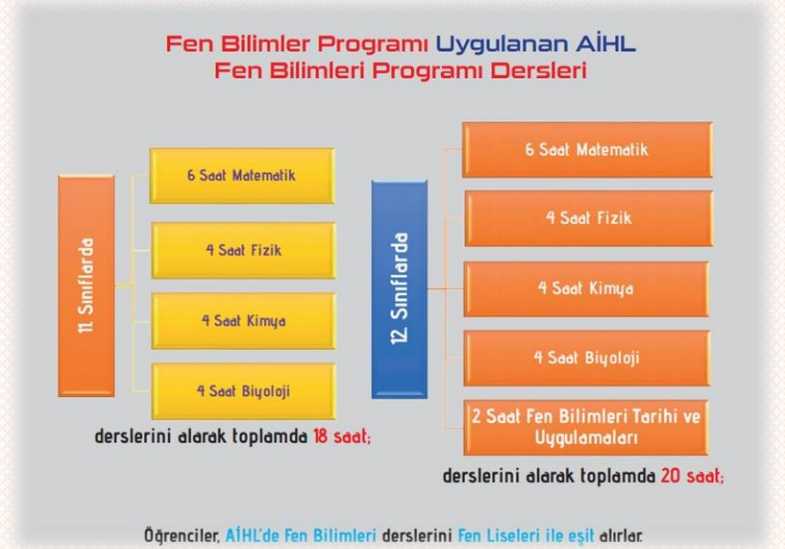 Fen Bilimler Programı Uygulanan AİHL
Fen Bilimleri Programı Dersleri
11. Sınıflarda
6 Saat Matematik
4 Saat Fizik
4 Saat Kimya
4 Saat Biyoloji
derslerini alarak toplamda 18 saat;
12. Sınıflarda
6 Saat Matematik
4 Saat Fizik
4 Saat Kimya
4 Saat Biyoloji
2 Saat Fen Bilimleri Tarihi ve
Uygulamaları
derslerini alarak toplamda 20 saat;
Öğrenciler, AİHL'de Fen Bilimleri derslerini Fen Liseleri ile eşit alırlar.